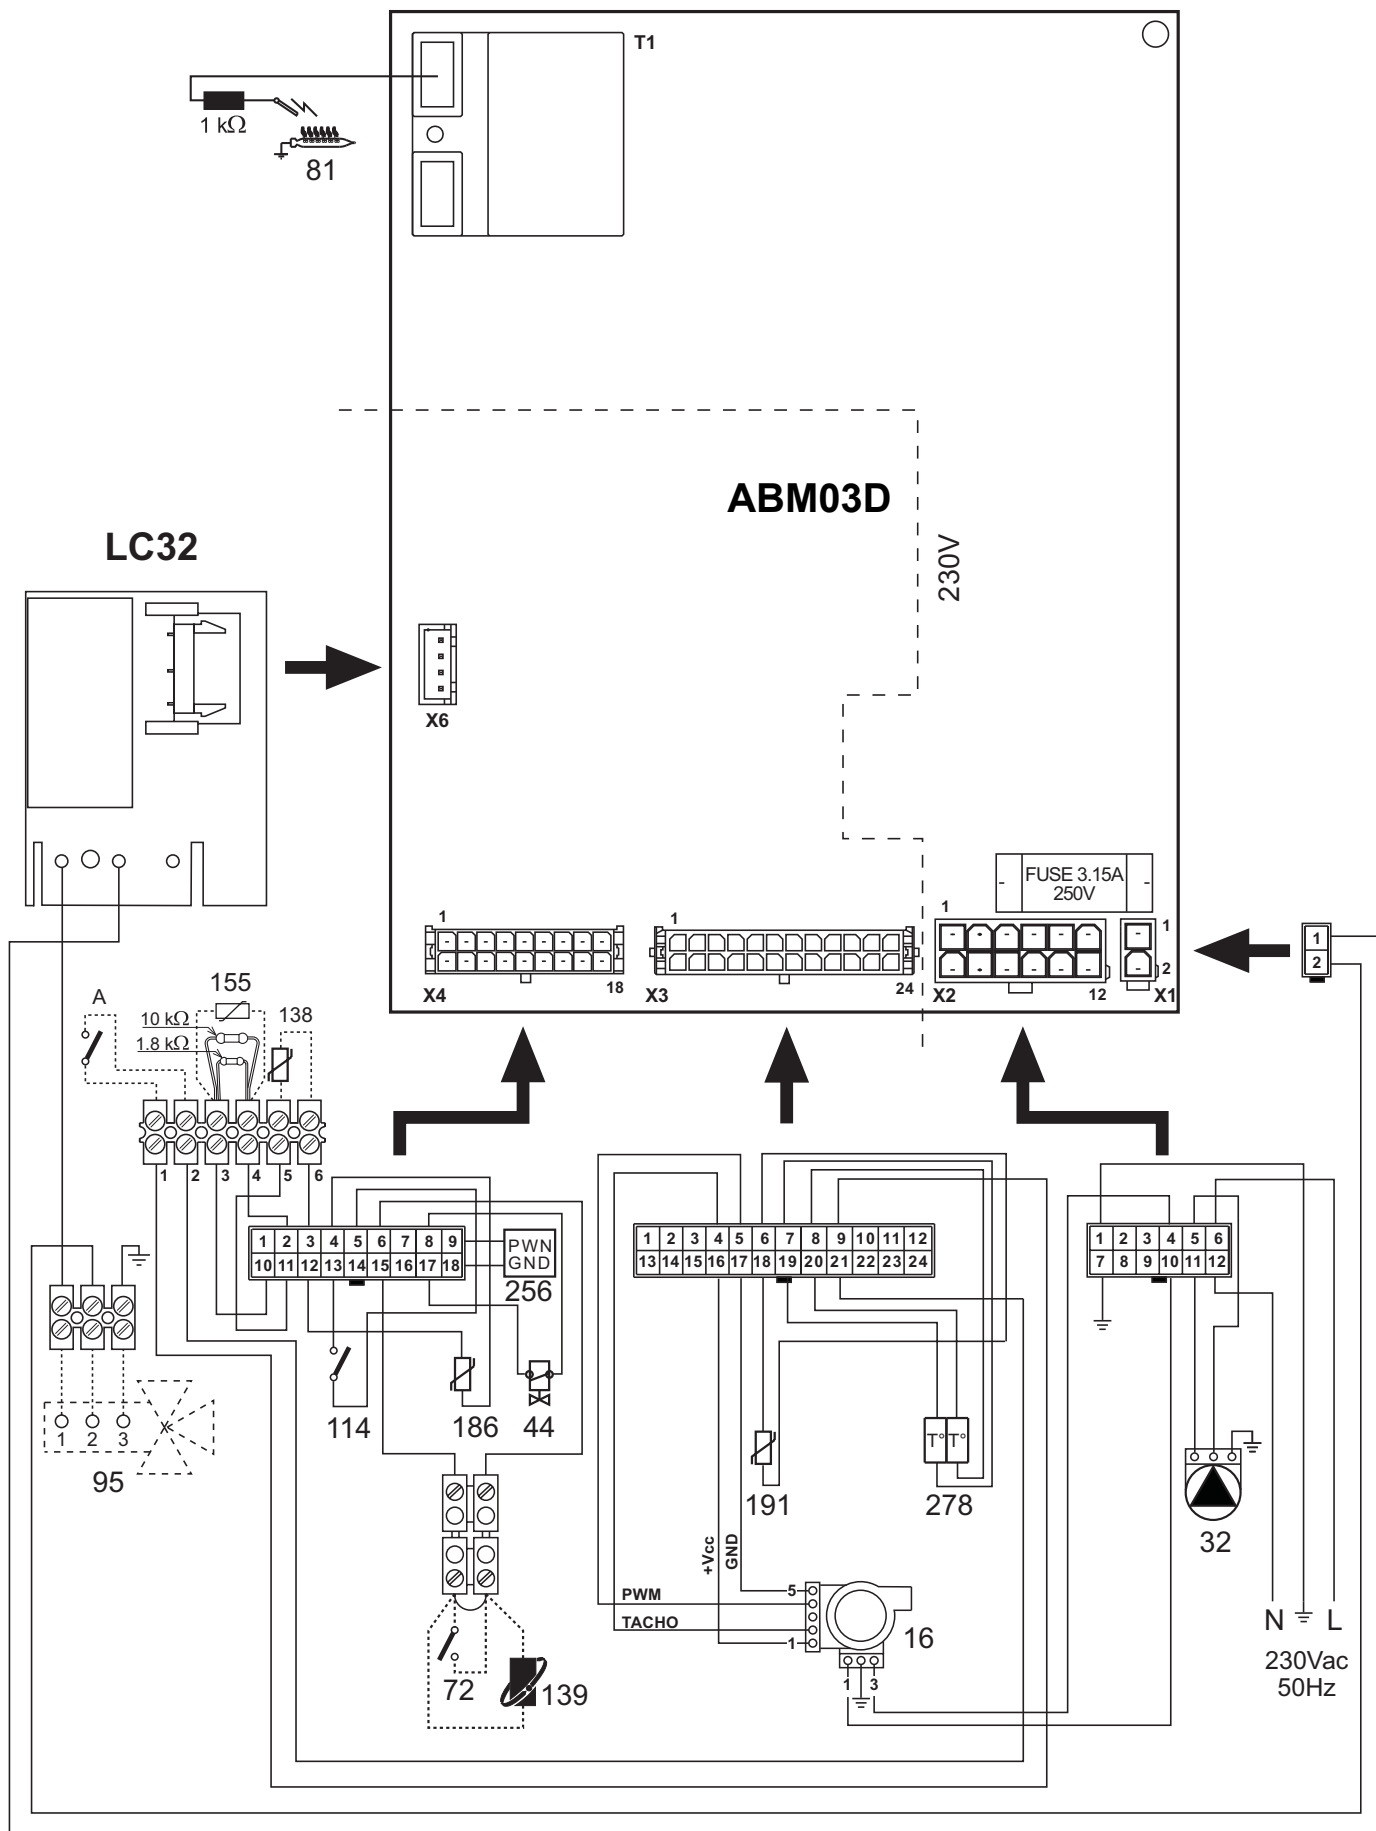 T1
1 kΩ
81
ABM03D
230V
LC32
X6
FUSE 3.15A
250V
1
1
1
1
2
18
24
12
X4
X3
X2
X1
1
2
A
155
138
10 kΩ
1.8 kΩ
1 2 3 4 5 6
1 2 3 4 5 6 7 8 9
10 11 12 13 14 15 16 17 18
PWN
GND
256
1 2 3 4 5 6 7 8 9 10 11 12
13 14 15 16 17 18 19 20 21 22 23 24
1 2 3 4 5 6
7 8 9 10 11 12
114
186
44
1 2 3
95
T° T°
191
278
32
+Vcc
GND
PWM
TACHO
5
1
16
1 3
N L
230Vac
50Hz
72
139